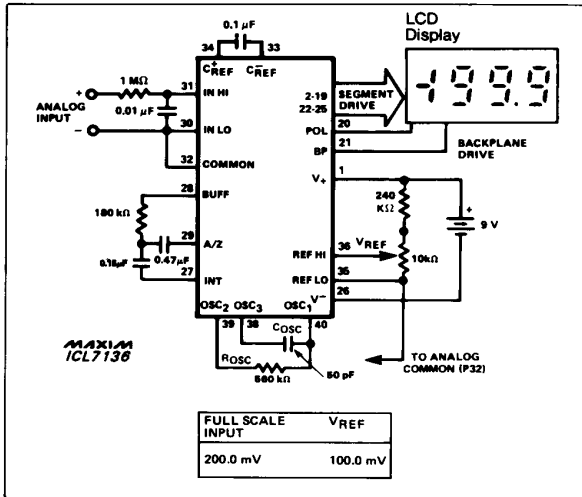 LCD
Display
0.1 µF
34 33
C+REF C-REF
+ 1 MΩ 31 IN HI
ANALOG INPUT
0.01 µF
- 30 IN LO
32 COMMON
28 BUFF
180 kΩ
29 A/Z
0.47µF
27 INT
OSC2 OSC3 OSC1
39 38 40
COSC
ROSC
560 kΩ
50 pF
2-19
22-25
SEGMENT
DRIVE
20
POL
21
BP
-199.9
BACKPLANE
DRIVE
V+ 1
240
KΩ
9 V
+
REF HI 36 VREF
10kΩ
REF LO 35
V- 26
MAXIM
ICL7136
TO ANALOG
COMMON (P32)
FULL SCALE
INPUT
VREF
200.0 mV 100.0 mV